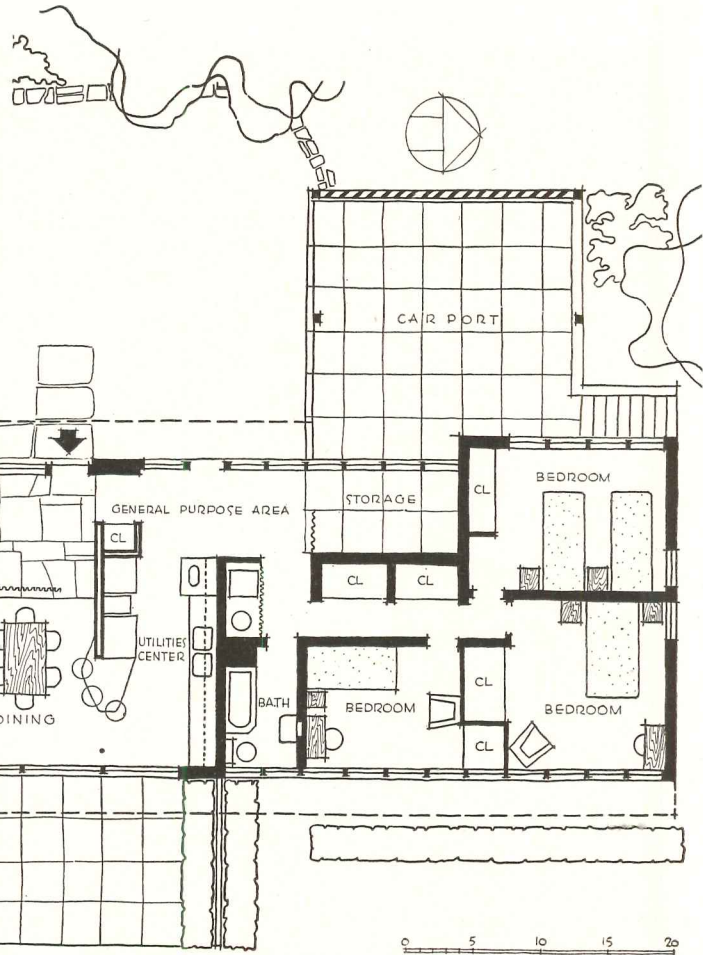 CAR PORT
BEDROOM
CL
STORAGE
GENERAL PURPOSE AREA
CL
CL
CL
UTILITIES
CENTER
CL
BATH
BEDROOM
BEDROOM
DINING
CL
0 5 10 15 20